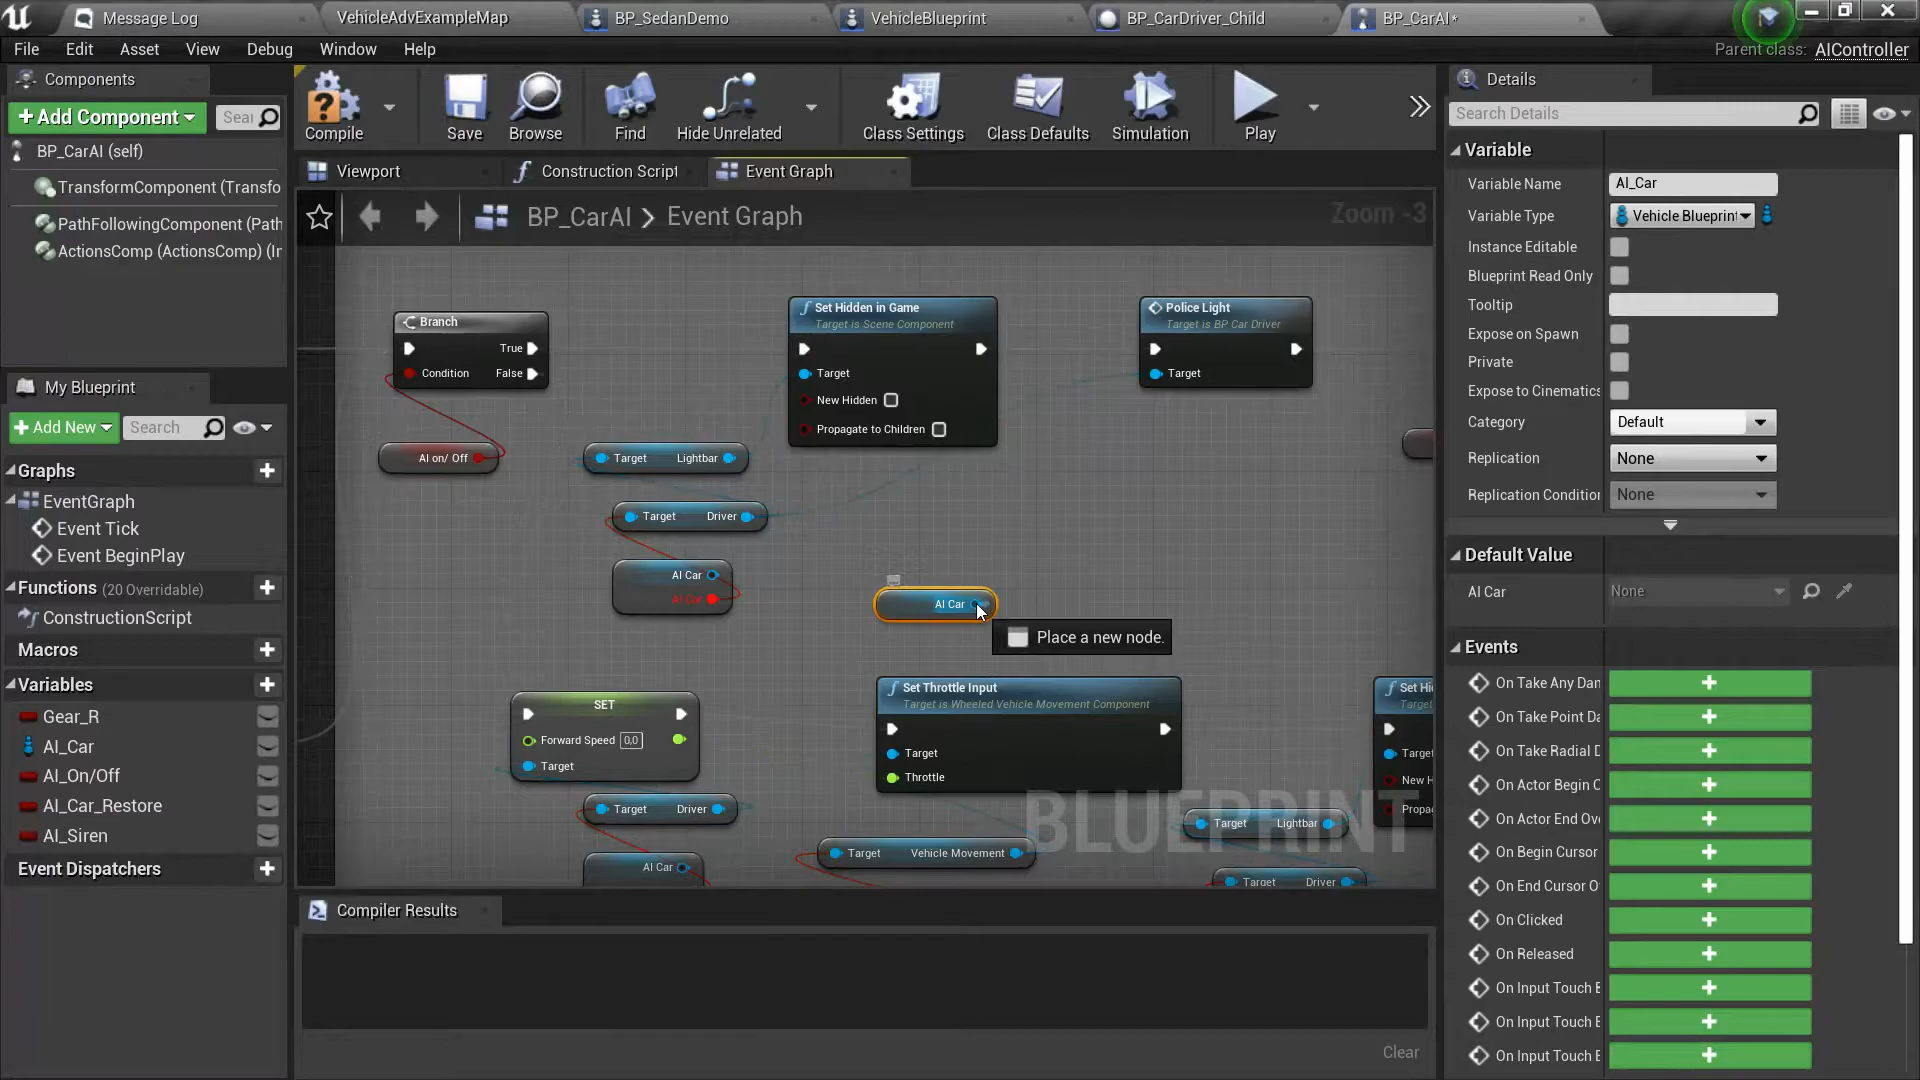 Message Log
VehicleAdvExampleMap
BP_SedanDemo
VehicleBlueprint
BP_CarDriver_Child
BP_CarAI*
File Edit Asset View Debug Window Help
Parent class: AIController
Components
+Add Component
Sear
BP_CarAI (self)
TransformComponent (Transfo
PathFollowingComponent (Path
ActionsComp (ActionsComp) (Ir
Compile
Save
Browse
Find
Hide Unrelated
Class Settings
Class Defaults
Simulation
Play
Viewport
Construction Script
Event Graph
BP_CarAI > Event Graph
Zoom -3
My Blueprint
+Add New
Search
Graphs
EventGraph
Event Tick
Event BeginPlay
Functions (20 Overridable)
ConstructionScript
Macros
Variables
Gear_R
AI_Car
AI_On/Off
AI_Car_Restore
AI_Siren
Event Dispatchers
Branch
True
Condition False
AI on/ Off
Target Lightbar
Target Driver
AI Car
AI Car
Set Hidden in Game
Target is Scene Component
Target
New Hidden
Propagate to Children
Police Light
Target is BP Car Driver
Target
AI Car
Place a new node.
SET
Forward Speed 0,0
Target
Target Driver
AI Car
Set Throttle Input
Target is Wheeled Vehicle Movement Component
Target
Throttle
Target Vehicle Movement
Set Hi
Target
Target
New H
Propa
Target Lightbar
Target Driver
BLUEPRINT
Compiler Results
Clear
Details
Search Details
Variable
Variable Name AI_Car
Variable Type Vehicle Blueprint
Instance Editable
Blueprint Read Only
Tooltip
Expose on Spawn
Private
Expose to Cinematics
Category Default
Replication None
Replication Condition None
Default Value
AI Car None
Events
On Take Any Dan
On Take Point Da
On Take Radial D
On Actor Begin C
On Actor End Ove
On Begin Cursor
On End Cursor O
On Clicked
On Released
On Input Touch E
On Input Touch E
On Input Touch E